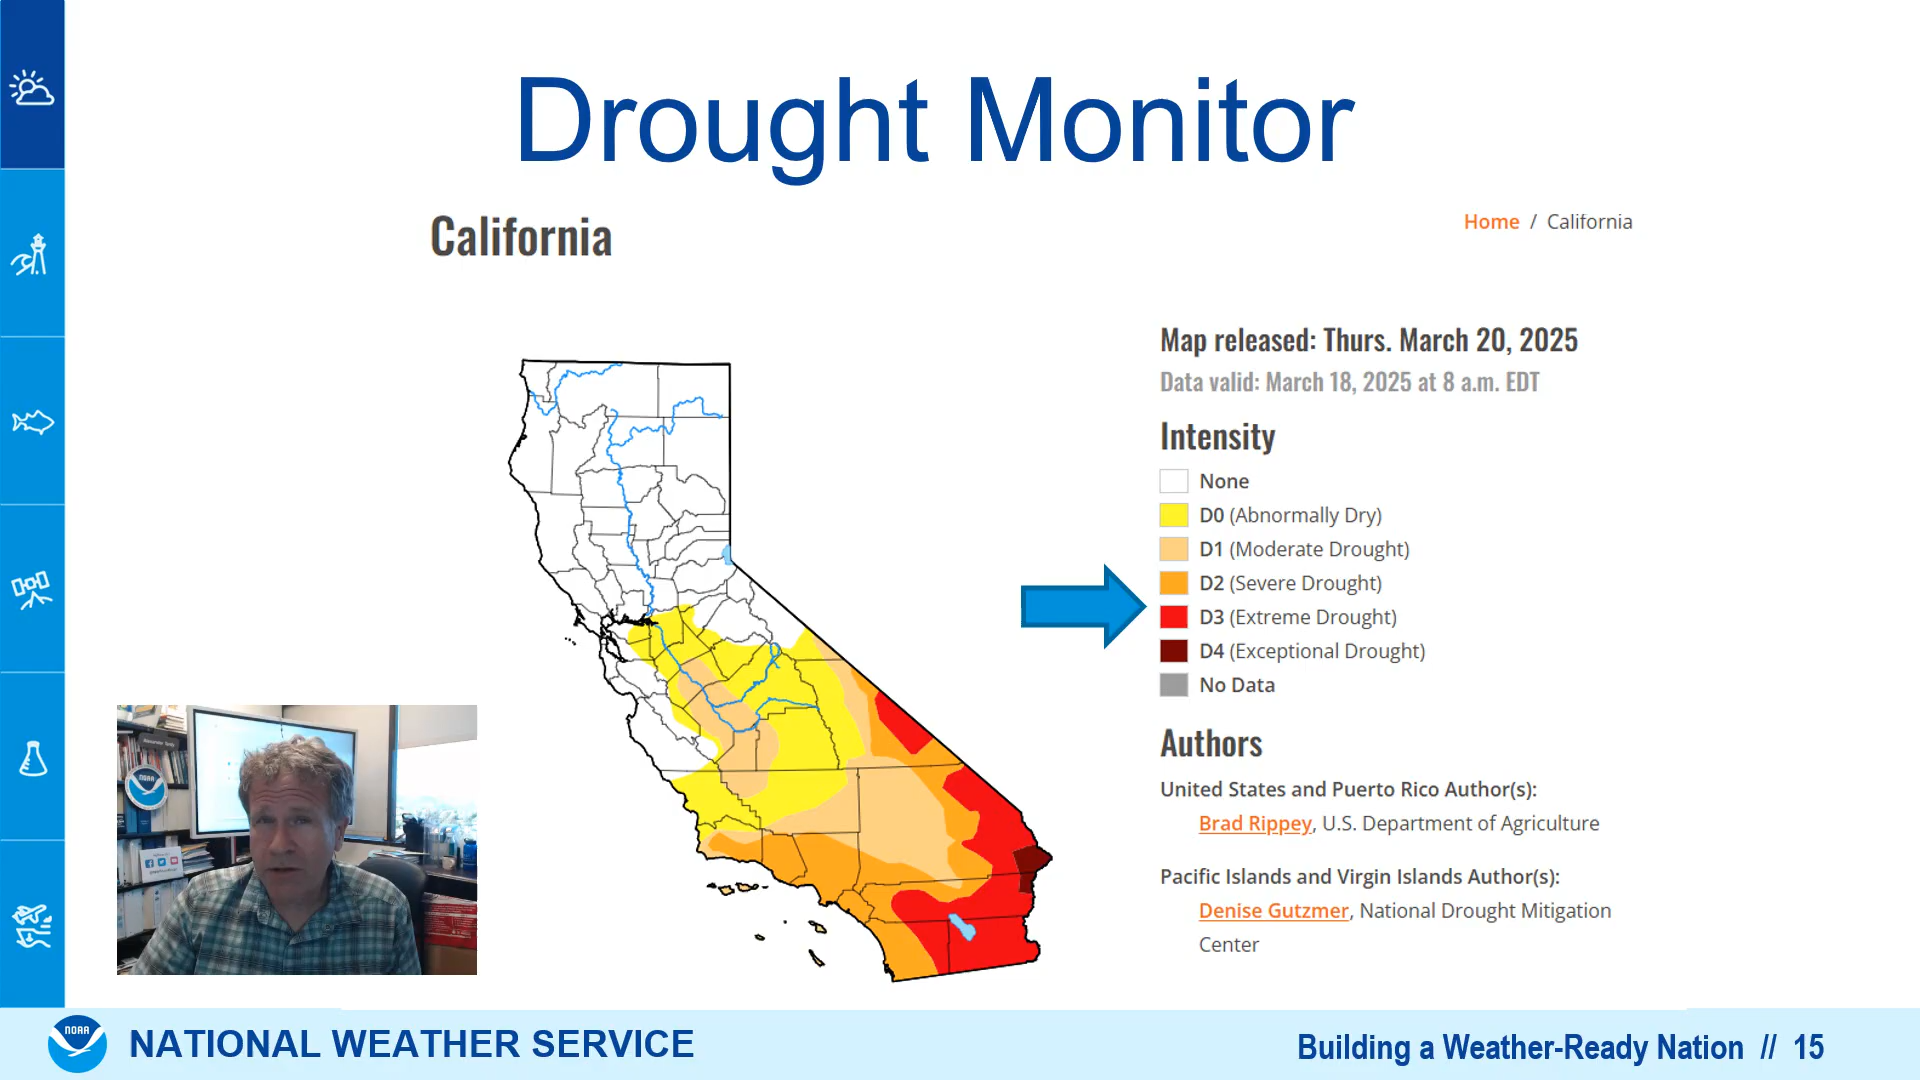 Drought Monitor
California
Home / California
Map released: Thurs. March 20, 2025
Data valid: March 18, 2025 at 8 a.m. EDT
Intensity
None
D0 (Abnormally Dry)
D1 (Moderate Drought)
D2 (Severe Drought)
D3 (Extreme Drought)
D4 (Exceptional Drought)
No Data
Authors
United States and Puerto Rico Author(s):
Brad Rippey, U.S. Department of Agriculture
Pacific Islands and Virgin Islands Author(s):
Denise Gutzmer, National Drought Mitigation
Center
NOAA
NOAA
NATIONAL WEATHER SERVICE
Building a Weather-Ready Nation // 15